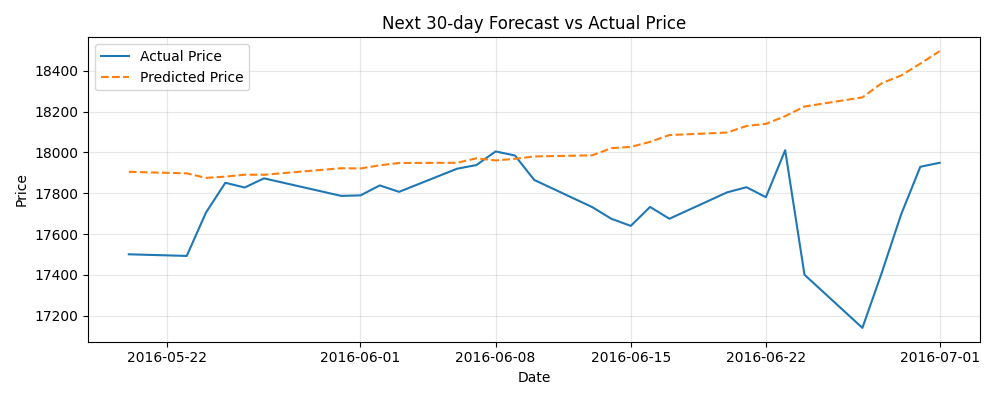 Next 30-day Forecast vs Actual Price
Actual Price
Predicted Price
Price
18400
18200
18000
17800
17600
17400
17200
2016-05-22
2016-06-01
2016-06-08
2016-06-15
2016-06-22
2016-07-01
Date